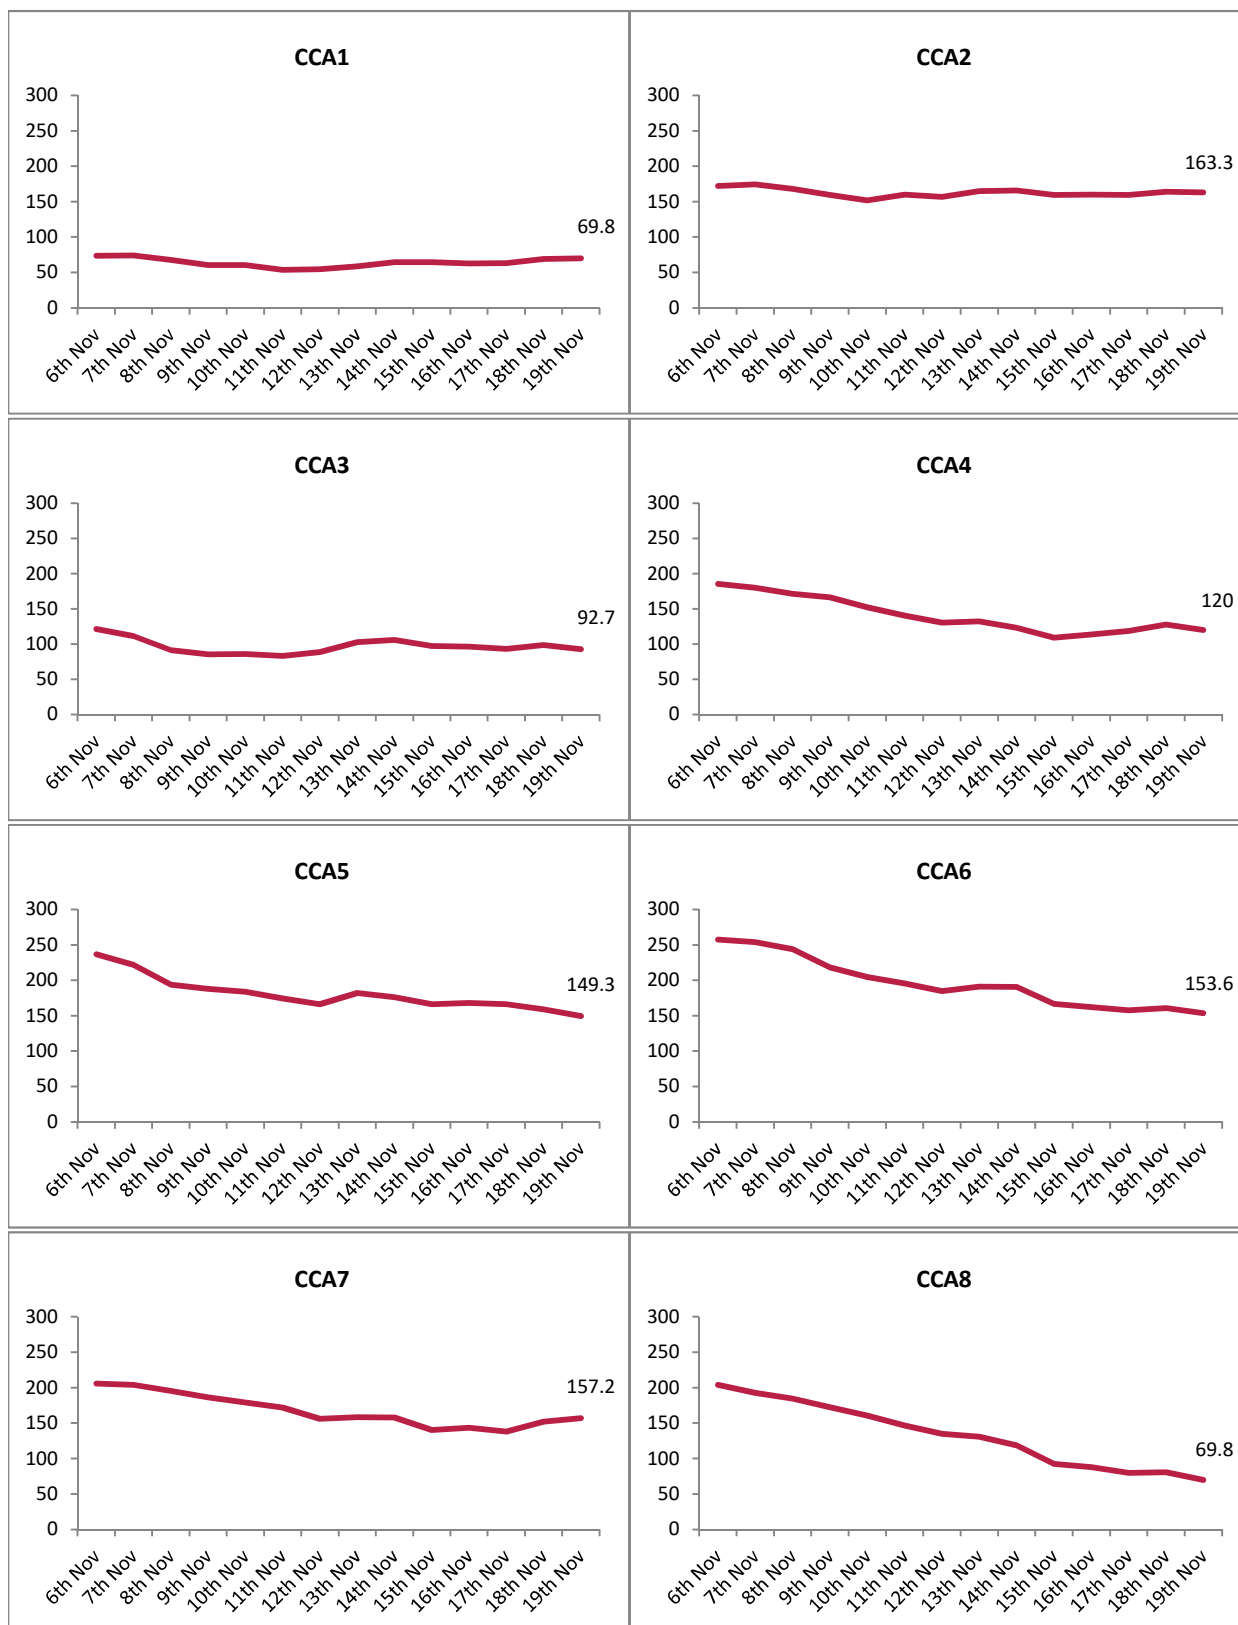 CCA1
300
250
200
150
100
50
0
69.8
6th Nov
7th Nov
8th Nov
9th Nov
10th Nov
11th Nov
12th Nov
13th Nov
14th Nov
15th Nov
16th Nov
17th Nov
18th Nov
19th Nov
CCA2
300
250
200
150
100
50
0
163.3
6th Nov
7th Nov
8th Nov
9th Nov
10th Nov
11th Nov
12th Nov
13th Nov
14th Nov
15th Nov
16th Nov
17th Nov
18th Nov
19th Nov
CCA3
300
250
200
150
100
50
0
92.7
6th Nov
7th Nov
8th Nov
9th Nov
10th Nov
11th Nov
12th Nov
13th Nov
14th Nov
15th Nov
16th Nov
17th Nov
18th Nov
19th Nov
CCA4
300
250
200
150
100
50
0
120
6th Nov
7th Nov
8th Nov
9th Nov
10th Nov
11th Nov
12th Nov
13th Nov
14th Nov
15th Nov
16th Nov
17th Nov
18th Nov
19th Nov
CCA5
300
250
200
150
100
50
0
149.3
6th Nov
7th Nov
8th Nov
9th Nov
10th Nov
11th Nov
12th Nov
13th Nov
14th Nov
15th Nov
16th Nov
17th Nov
18th Nov
19th Nov
CCA6
300
250
200
150
100
50
0
153.6
6th Nov
7th Nov
8th Nov
9th Nov
10th Nov
11th Nov
12th Nov
13th Nov
14th Nov
15th Nov
16th Nov
17th Nov
18th Nov
19th Nov
CCA7
300
250
200
150
100
50
0
157.2
6th Nov
7th Nov
8th Nov
9th Nov
10th Nov
11th Nov
12th Nov
13th Nov
14th Nov
15th Nov
16th Nov
17th Nov
18th Nov
19th Nov
CCA8
300
250
200
150
100
50
0
69.8
6th Nov
7th Nov
8th Nov
9th Nov
10th Nov
11th Nov
12th Nov
13th Nov
14th Nov
15th Nov
16th Nov
17th Nov
18th Nov
19th Nov